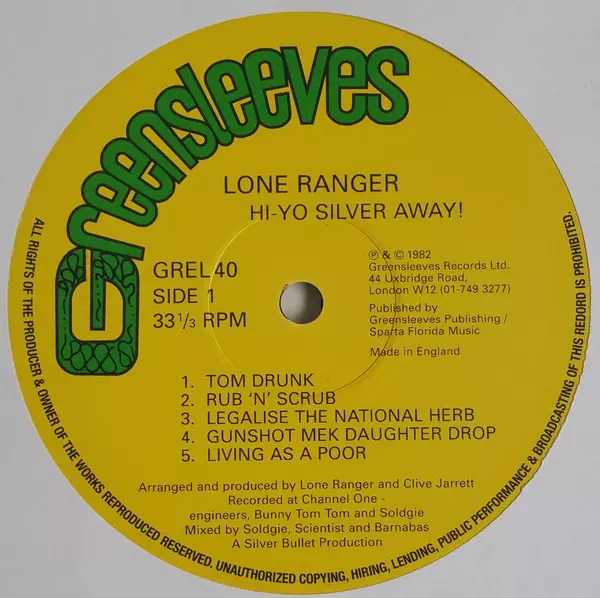 Greensleeves
LONE RANGER
HI-YO SILVER AWAY!
GREL 40
SIDE 1
33 1/3 RPM
℗ & © 1982
Greensleeves Records Ltd.
44 Uxbridge Road,
London W12 (01-749 3277)
Published by
Greensleeves Publishing /
Sparta Florida Music
Made in England
1. TOM DRUNK
2. RUB 'N' SCRUB
3. LEGALISE THE NATIONAL HERB
4. GUNSHOT MEK DAUGHTER DROP
5. LIVING AS A POOR
Arranged and produced by Lone Ranger and Clive Jarrett
Recorded at Channel One -
engineers, Bunny Tom Tom and Soldgie
Mixed by Soldgie, Scientist and Barnabas
A Silver Bullet Production
ALL RIGHTS OF THE PRODUCER & OWNER OF THE WORKS REPRODUCED RESERVED. UNAUTHORIZED COPYING, HIRING, LENDING, PUBLIC PERFORMANCE & BROADCASTING OF THIS REDORD IS PROHIBITED.